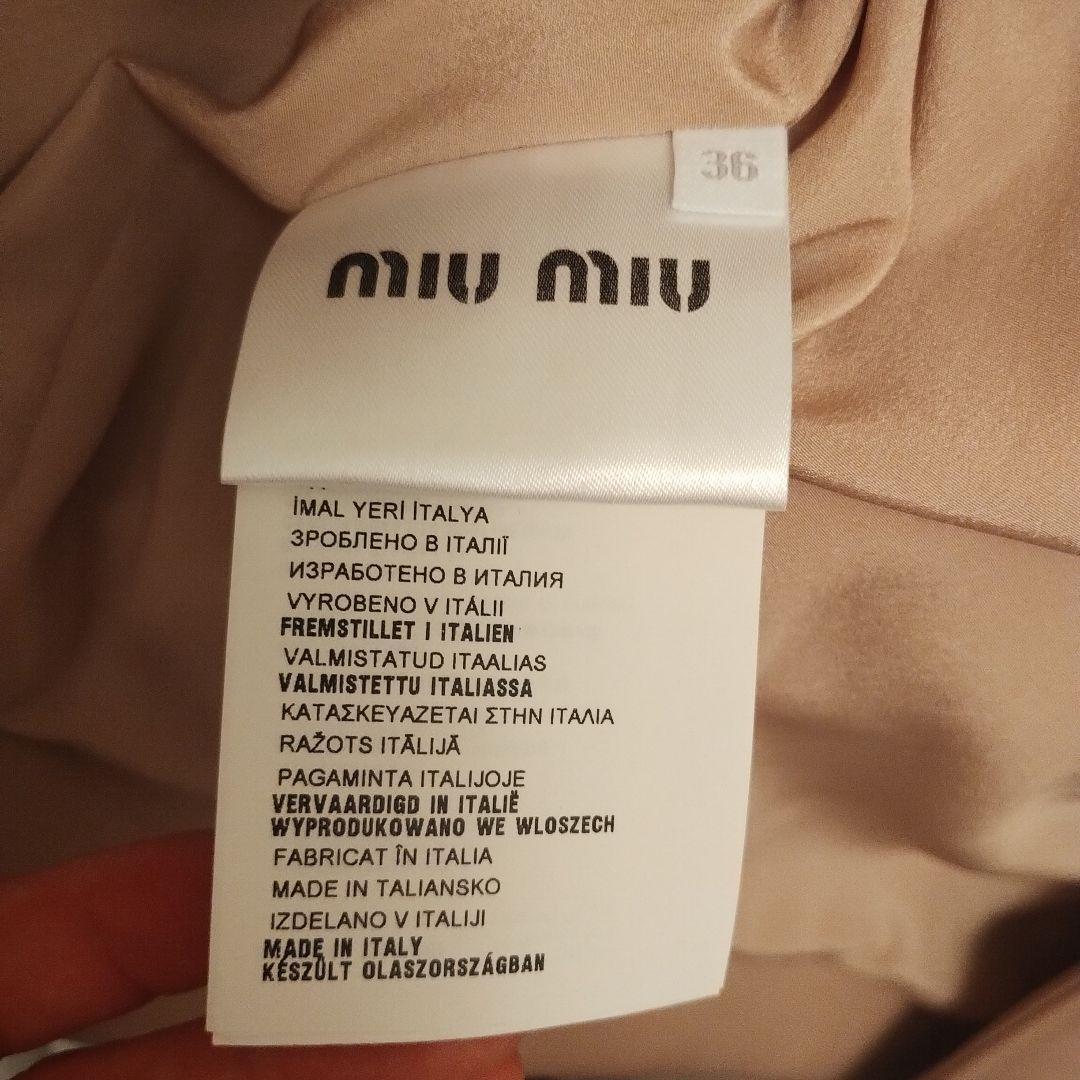 36
MIU MIU
İMAL YERİ İTALYA
ЗРОБЛЕНО В ІТАЛІЇ
ИЗРАБОТЕНО В ИТАЛИЯ
VYROBENO V ITÁLII
FREMSTILLET I ITALIEN
VALMISTATUD ITAALIAS
VALMISTETTU ITALIASSA
ΚΑΤΑΣΚΕΥΑΖΕΤΑΙ ΣΤΗΝ ΙΤΑΛΙΑ
RAŽOTS ITĀLIJĀ
PAGAMINTA ITALIJOJE
VERVAARDIGD IN ITALIË
WYPRODUKOWANO WE WLOSZECH
FABRICAT ÎN ITALIA
MADE IN TALIANSKO
IZDELANO V ITALIJI
MADE IN ITALY
KÉSZÜLT OLASZORSZÁGBAN